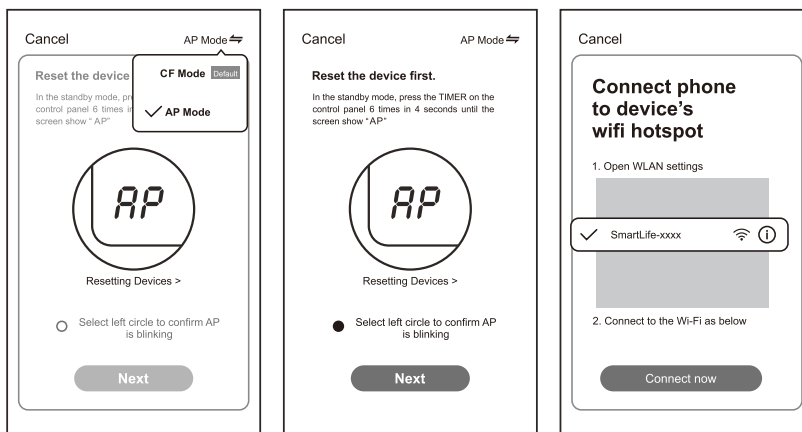 Cancel
AP Mode
CF Mode Default
AP Mode
Reset the device
In the standby mode, pr
control panel 6 times in
screen show “ AP”
AP
Resetting Devices >
Select left circle to confirm AP
is blinking
Next
Cancel
AP Mode
Reset the device first.
In the standby mode, press the TIMER on the
control panel 6 times in 4 seconds until the
screen show “AP”
AP
Resetting Devices >
Select left circle to confirm AP
is blinking
Next
Cancel
Connect phone
to device's
wifi hotspot
1. Open WLAN settings
SmartLife-xxxx
2. Connect to the Wi-Fi as below
Connect now